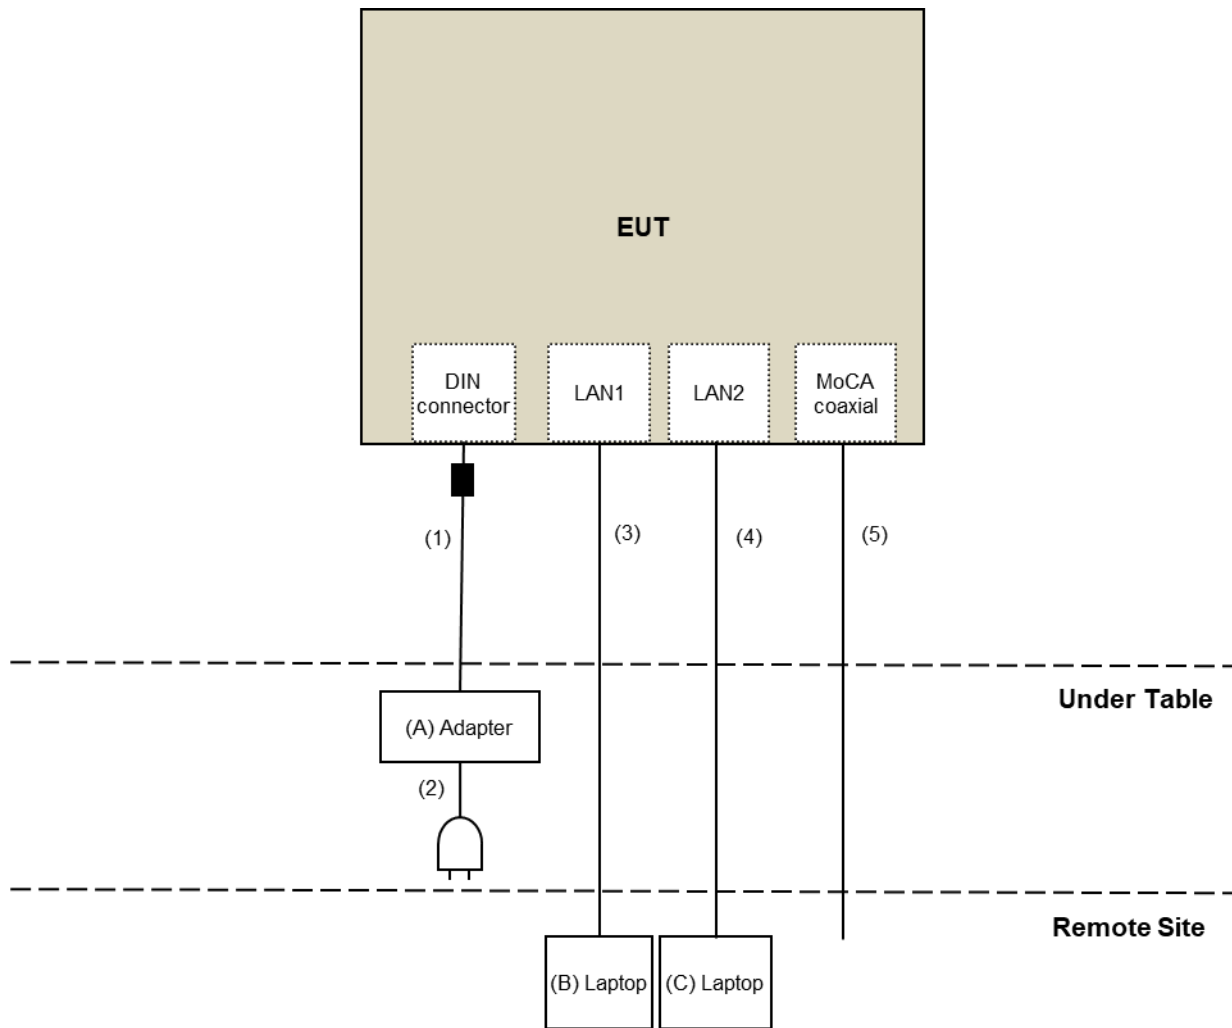 EUT
DIN
connector
LAN1
LAN2
MoCA
coaxial
(1)
(3)
(4)
(5)
Under Table
(A) Adapter
(2)
Remote Site
(B) Laptop
(C) Laptop